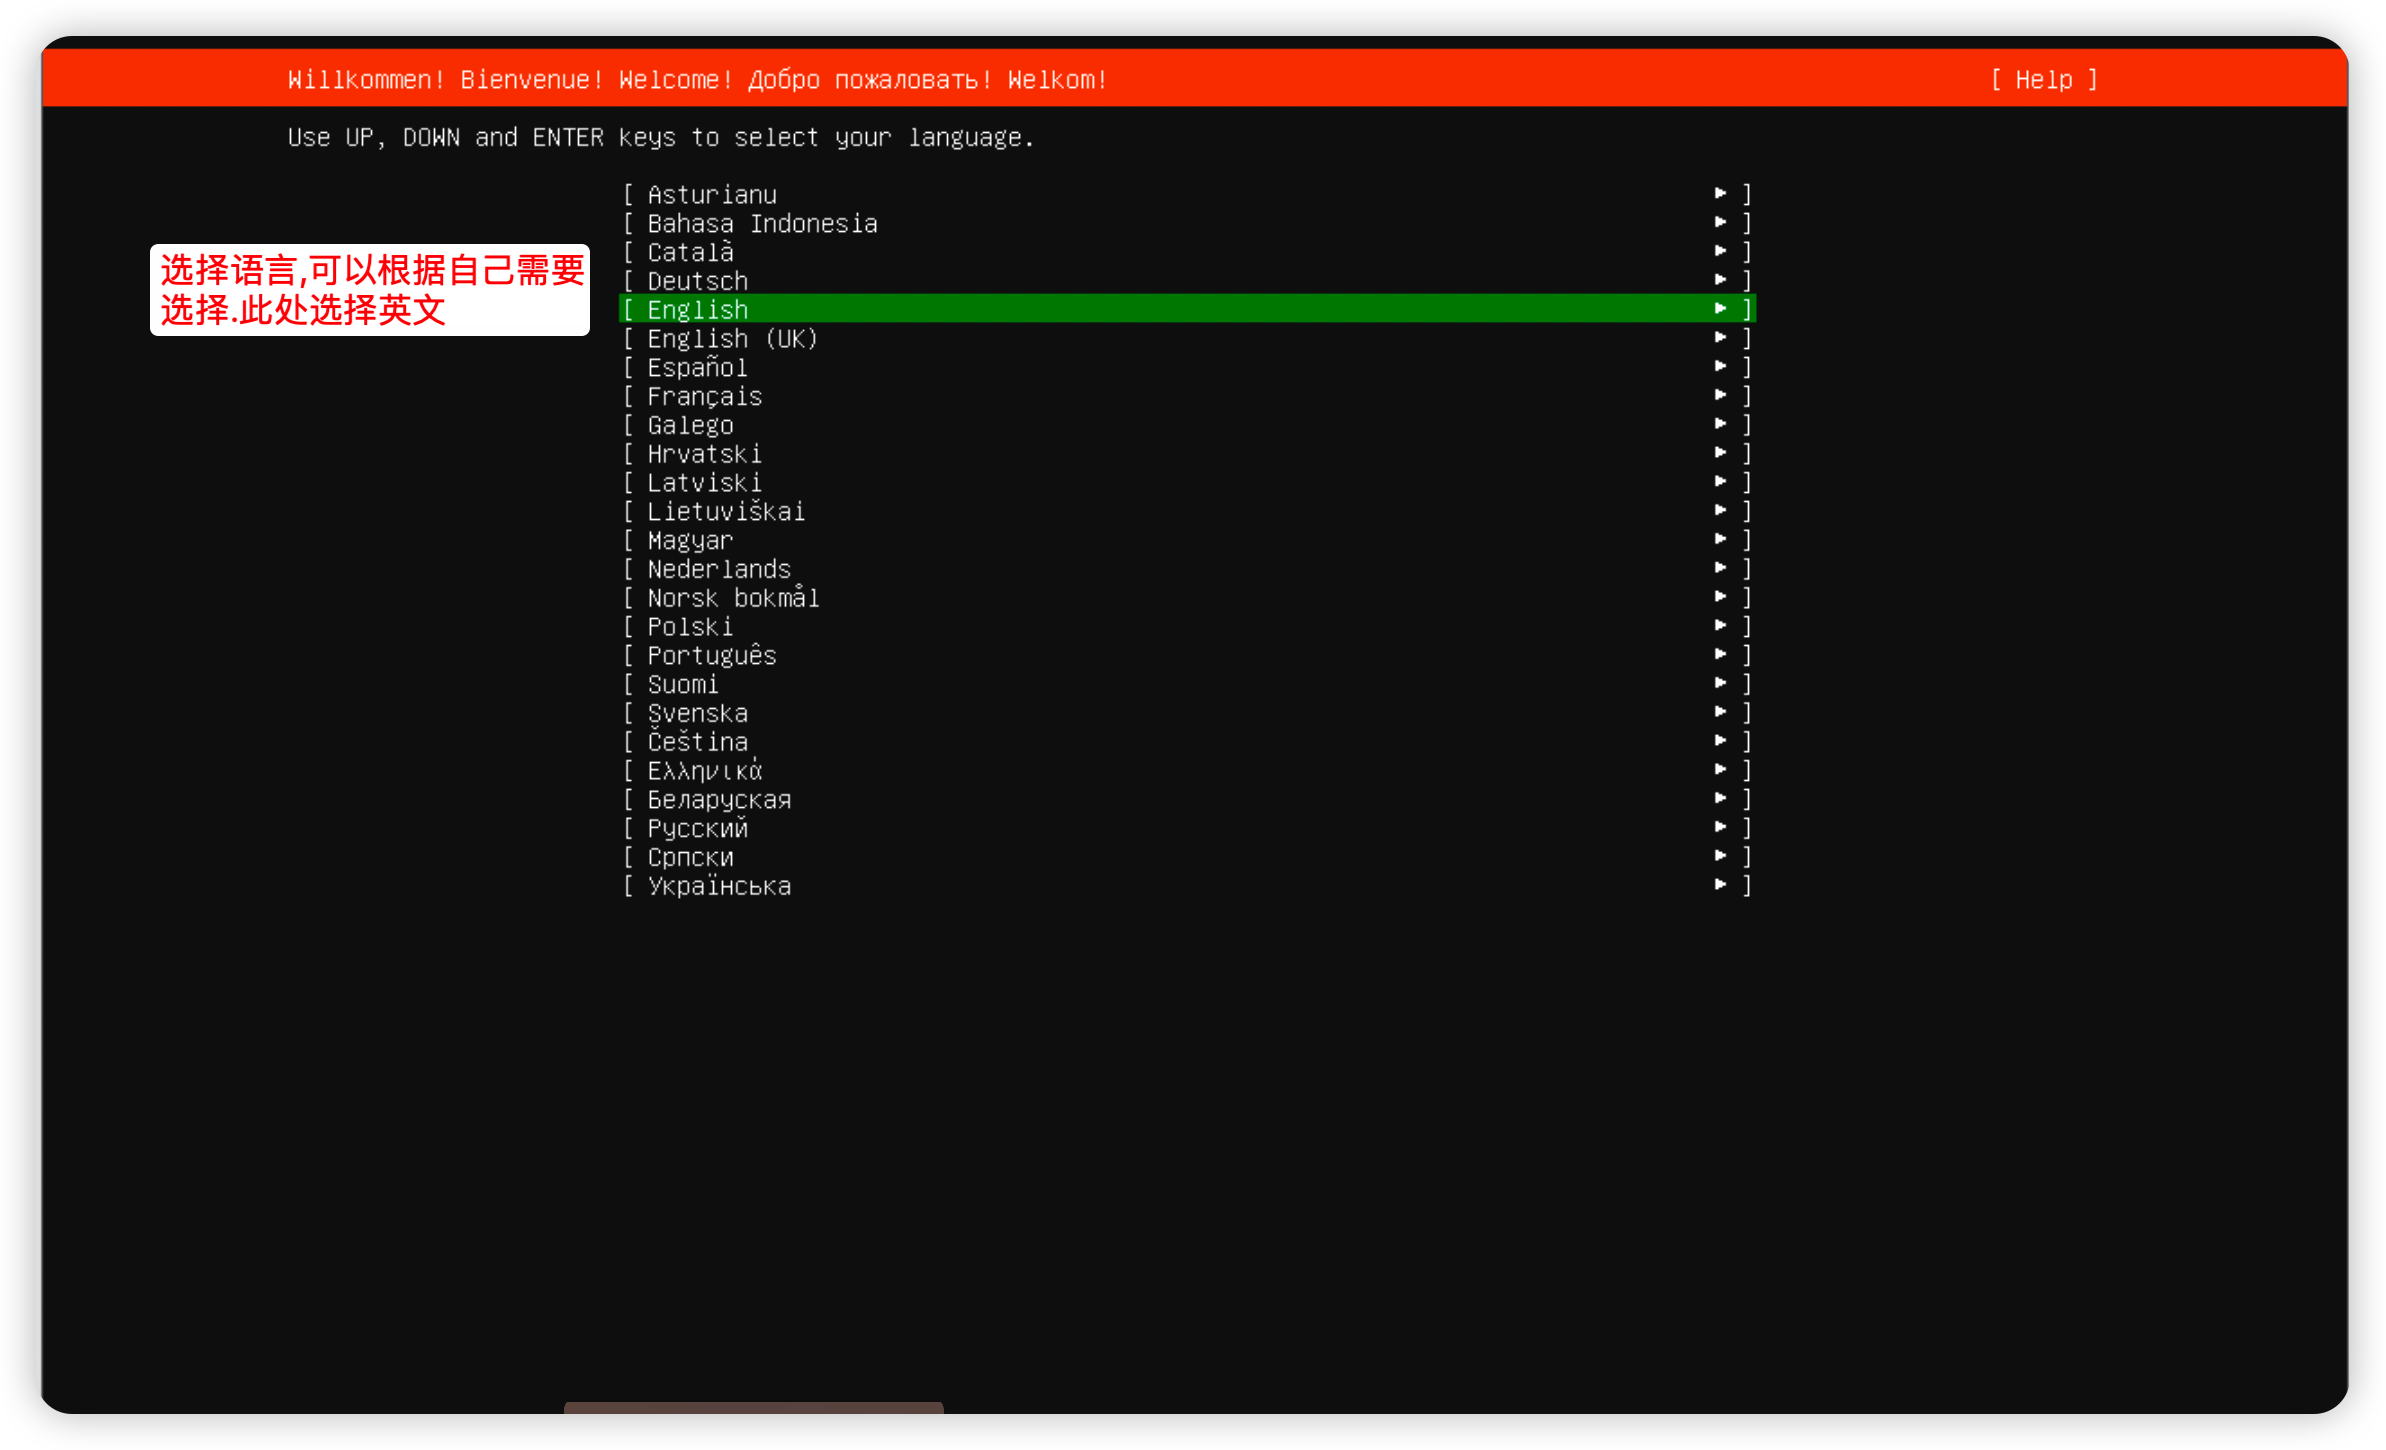 Willkommen! Bienvenue! Welcome! Добро пожаловать! Welkom! [ Help ]
Use UP, DOWN and ENTER keys to select your language.
[ Asturianu ► ]
[ Bahasa Indonesia ► ]
[ Català ► ]
[ Deutsch ► ]
选择语言,可以根据自己需要
选择.此处选择英文
[ English ► ]
[ English (UK) ► ]
[ Español ► ]
[ Français ► ]
[ Galego ► ]
[ Hrvatski ► ]
[ Latviski ► ]
[ Lietuviškai ► ]
[ Magyar ► ]
[ Nederlands ► ]
[ Norsk bokmål ► ]
[ Polski ► ]
[ Português ► ]
[ Suomi ► ]
[ Svenska ► ]
[ Čeština ► ]
[ Ελληνικά ► ]
[ Беларуская ► ]
[ Русский ► ]
[ Српски ► ]
[ Українська ► ]